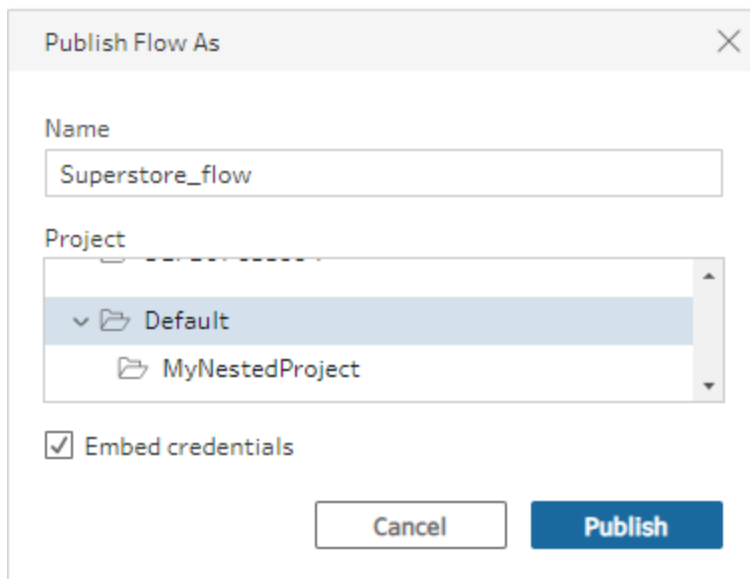 Publish Flow As
Name
Superstore_flow
Project
Default
MyNestedProject
Embed credentials
Cancel
Publish